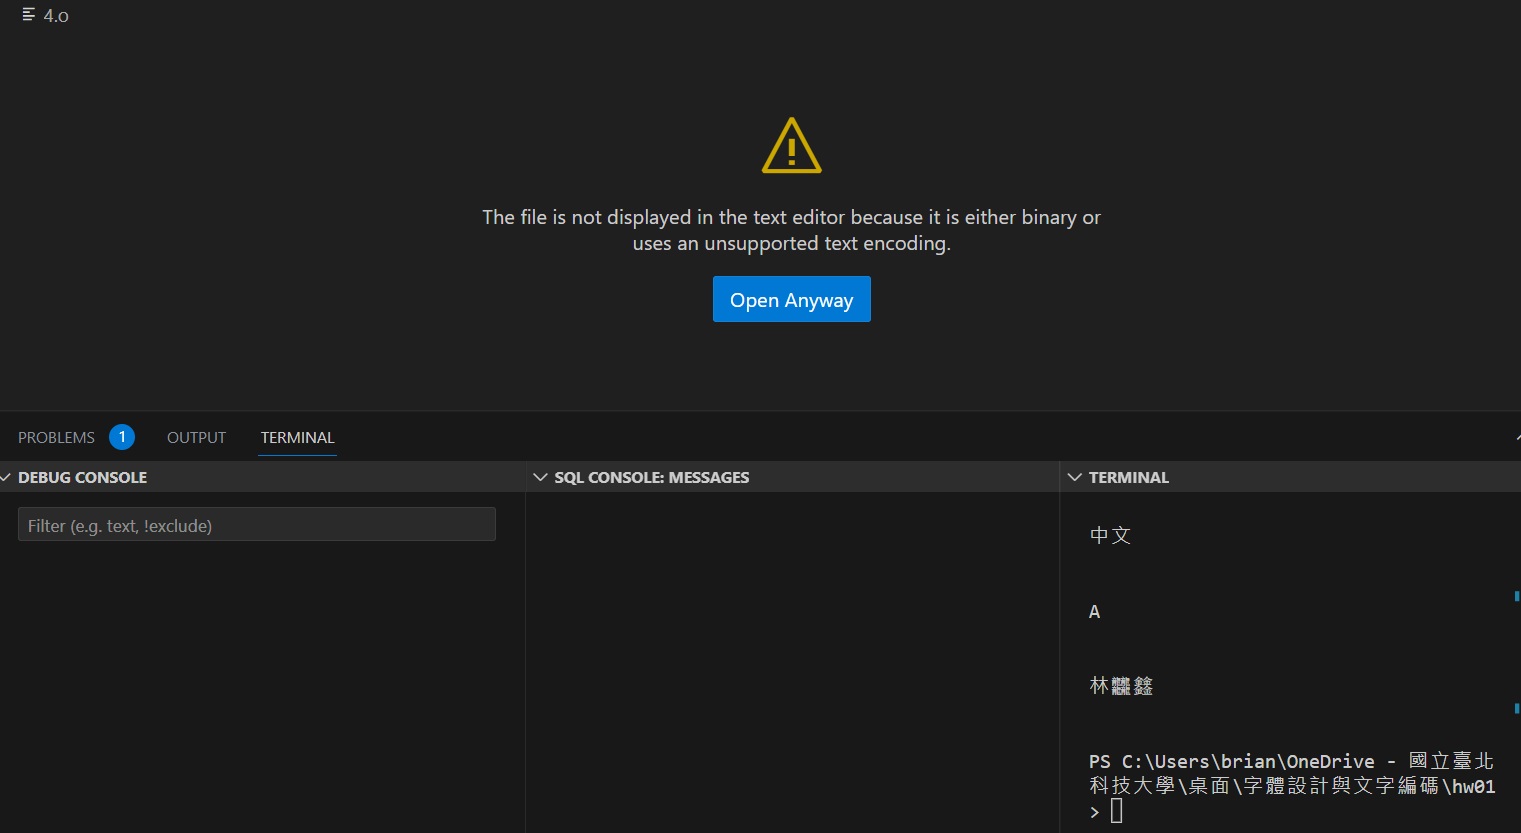 4.o
The file is not displayed in the text editor because it is either binary or
uses an unsupported text encoding.
Open Anyway
PROBLEMS 1 OUTPUT TERMINAL
DEBUG CONSOLE
Filter (e.g. text, !exclude)
SQL CONSOLE: MESSAGES
TERMINAL
中文
A
林龘鑫
PS C:\Users\brian\OneDrive - 國立臺北
科技大學\桌面\字體設計與文字編碼\hw01
>